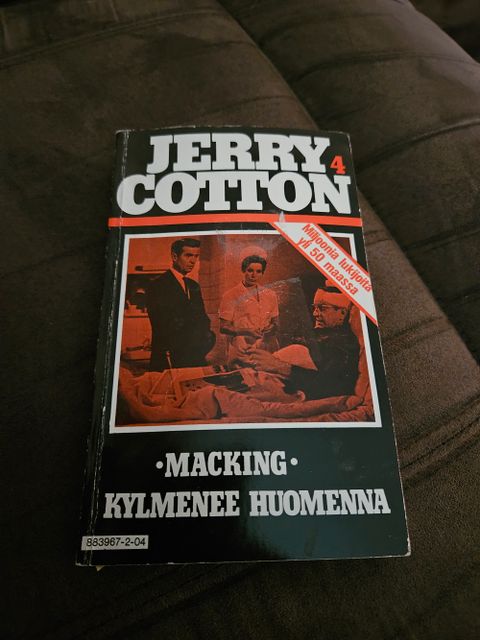 JERRY 4
COTTON
Miljoonia lukijoita
yli 50 maassa
·MACKING·
KYLMENEE HUOMENNA
883967-2-04